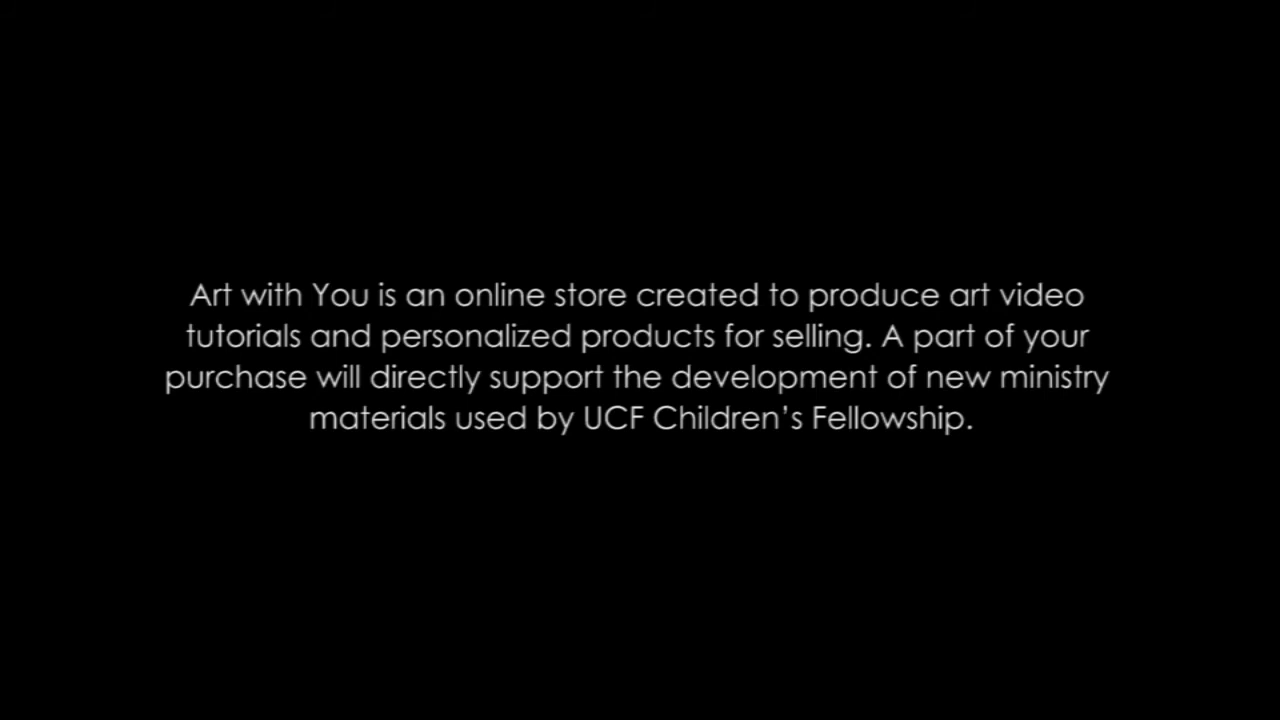 Art with You is an online store created to produce art video
tutorials and personalized products for selling. A part of your
purchase will directly support the development of new ministry
materials used by UCF Children’s Fellowship.